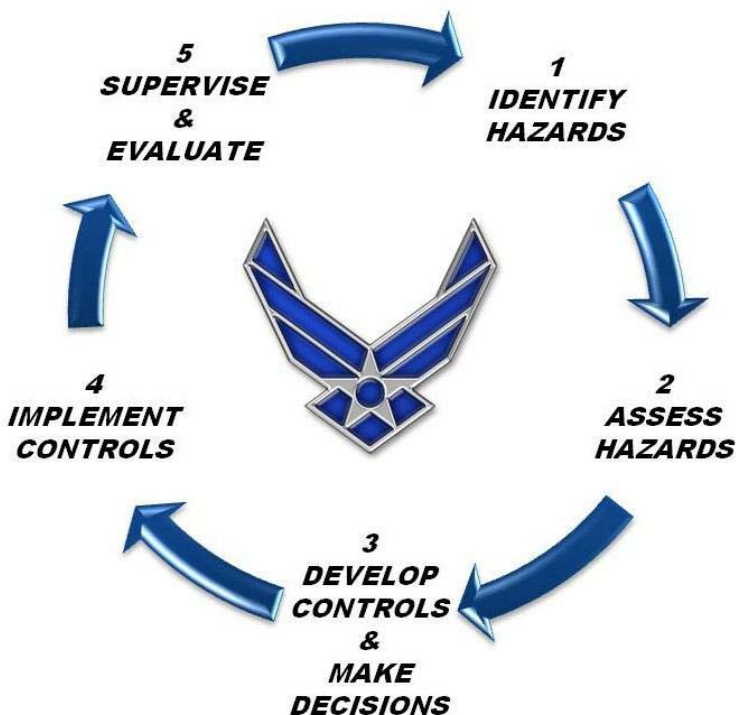 1
IDENTIFY
HAZARDS
2
ASSESS
HAZARDS
3
DEVELOP
CONTROLS
&
MAKE
DECISIONS
4
IMPLEMENT
CONTROLS
5
SUPERVISE
&
EVALUATE